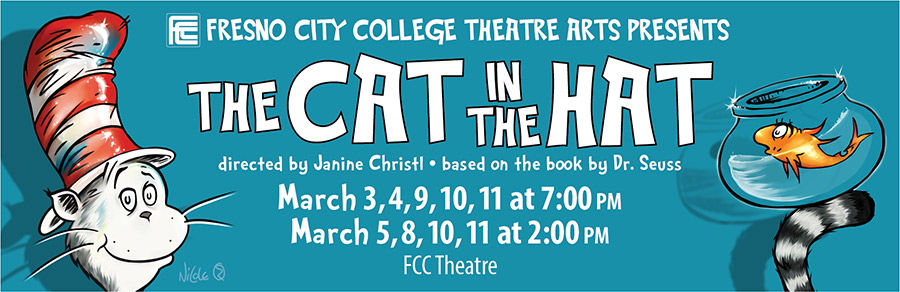 FCC FRESNO CITY COLLEGE THEATRE ARTS PRESENTS
THE CAT IN THE HAT
directed by Janine Christl • based on the book by Dr. Seuss
March 3, 4, 9, 10, 11 at 7:00 PM
March 5, 8, 10, 11 at 2:00 PM
FCC Theatre
Nicole Q